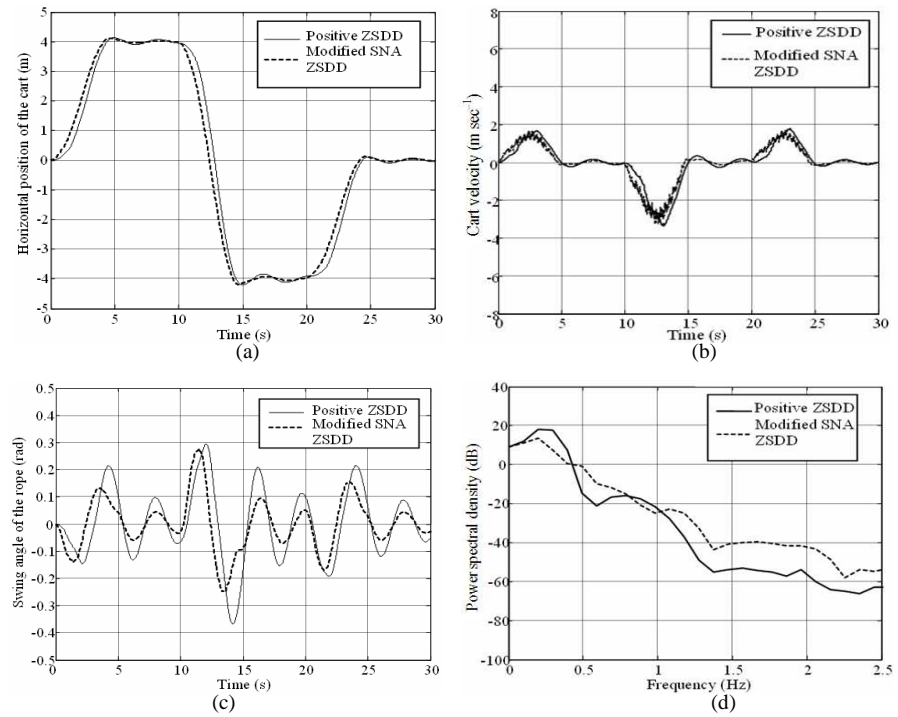 5
4
3
2
1
0
-1
-2
-3
-4
-5
Horizontal position of the cart (m)
Positive ZSDD
Modified SNA
ZSDD
0 5 10 15 20 25 30
Time (s)
(a)
8
6
4
2
0
-2
-4
-6
-8
Cart velocity (m sec⁻¹)
Positive ZSDD
Modified SNA
ZSDD
0 5 10 15 20 25 30
Time (s)
(b)
0.5
0.4
0.3
0.2
0.1
0
-0.1
-0.2
-0.3
-0.4
-0.5
Swing angle of the rope (rad)
Positive ZSDD
Modified SNA
ZSDD
0 5 10 15 20 25 30
Time (s)
(c)
40
20
0
-20
-40
-60
-80
-100
Power spectral density (dB)
Positive ZSDD
Modified SNA
ZSDD
0 0.5 1 1.5 2 2.5
Frequency (Hz)
(d)